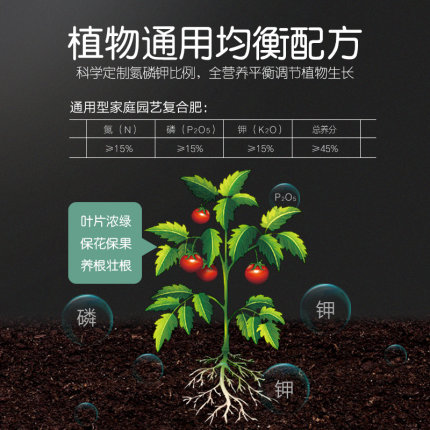 植物通用均衡配方
科学定制氮磷钾比例，全营养平衡调节植物生长
通用型家庭园艺复合肥：
氮（N） 磷（P₂O₅） 钾（K₂O） 总养分
≥15% ≥15% ≥15% ≥45%
P₂O₅
叶片浓绿
保花保果
养根壮根
磷
钾
钾